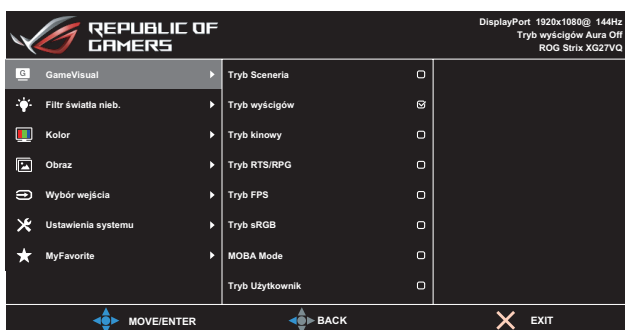 REPUBLIC OF
GAMERS
DisplayPort 1920x1080@ 144Hz
Tryb wyścigów Aura Off
ROG Strix XG27VQ
G GameVisual
Filtr światła nieb.
Kolor
Obraz
Wybór wejścia
Ustawienia systemu
MyFavorite
Tryb Sceneria
Tryb wyścigów
Tryb kinowy
Tryb RTS/RPG
Tryb FPS
Tryb sRGB
MOBA Mode
Tryb Użytkownik
MOVE/ENTER
BACK
EXIT